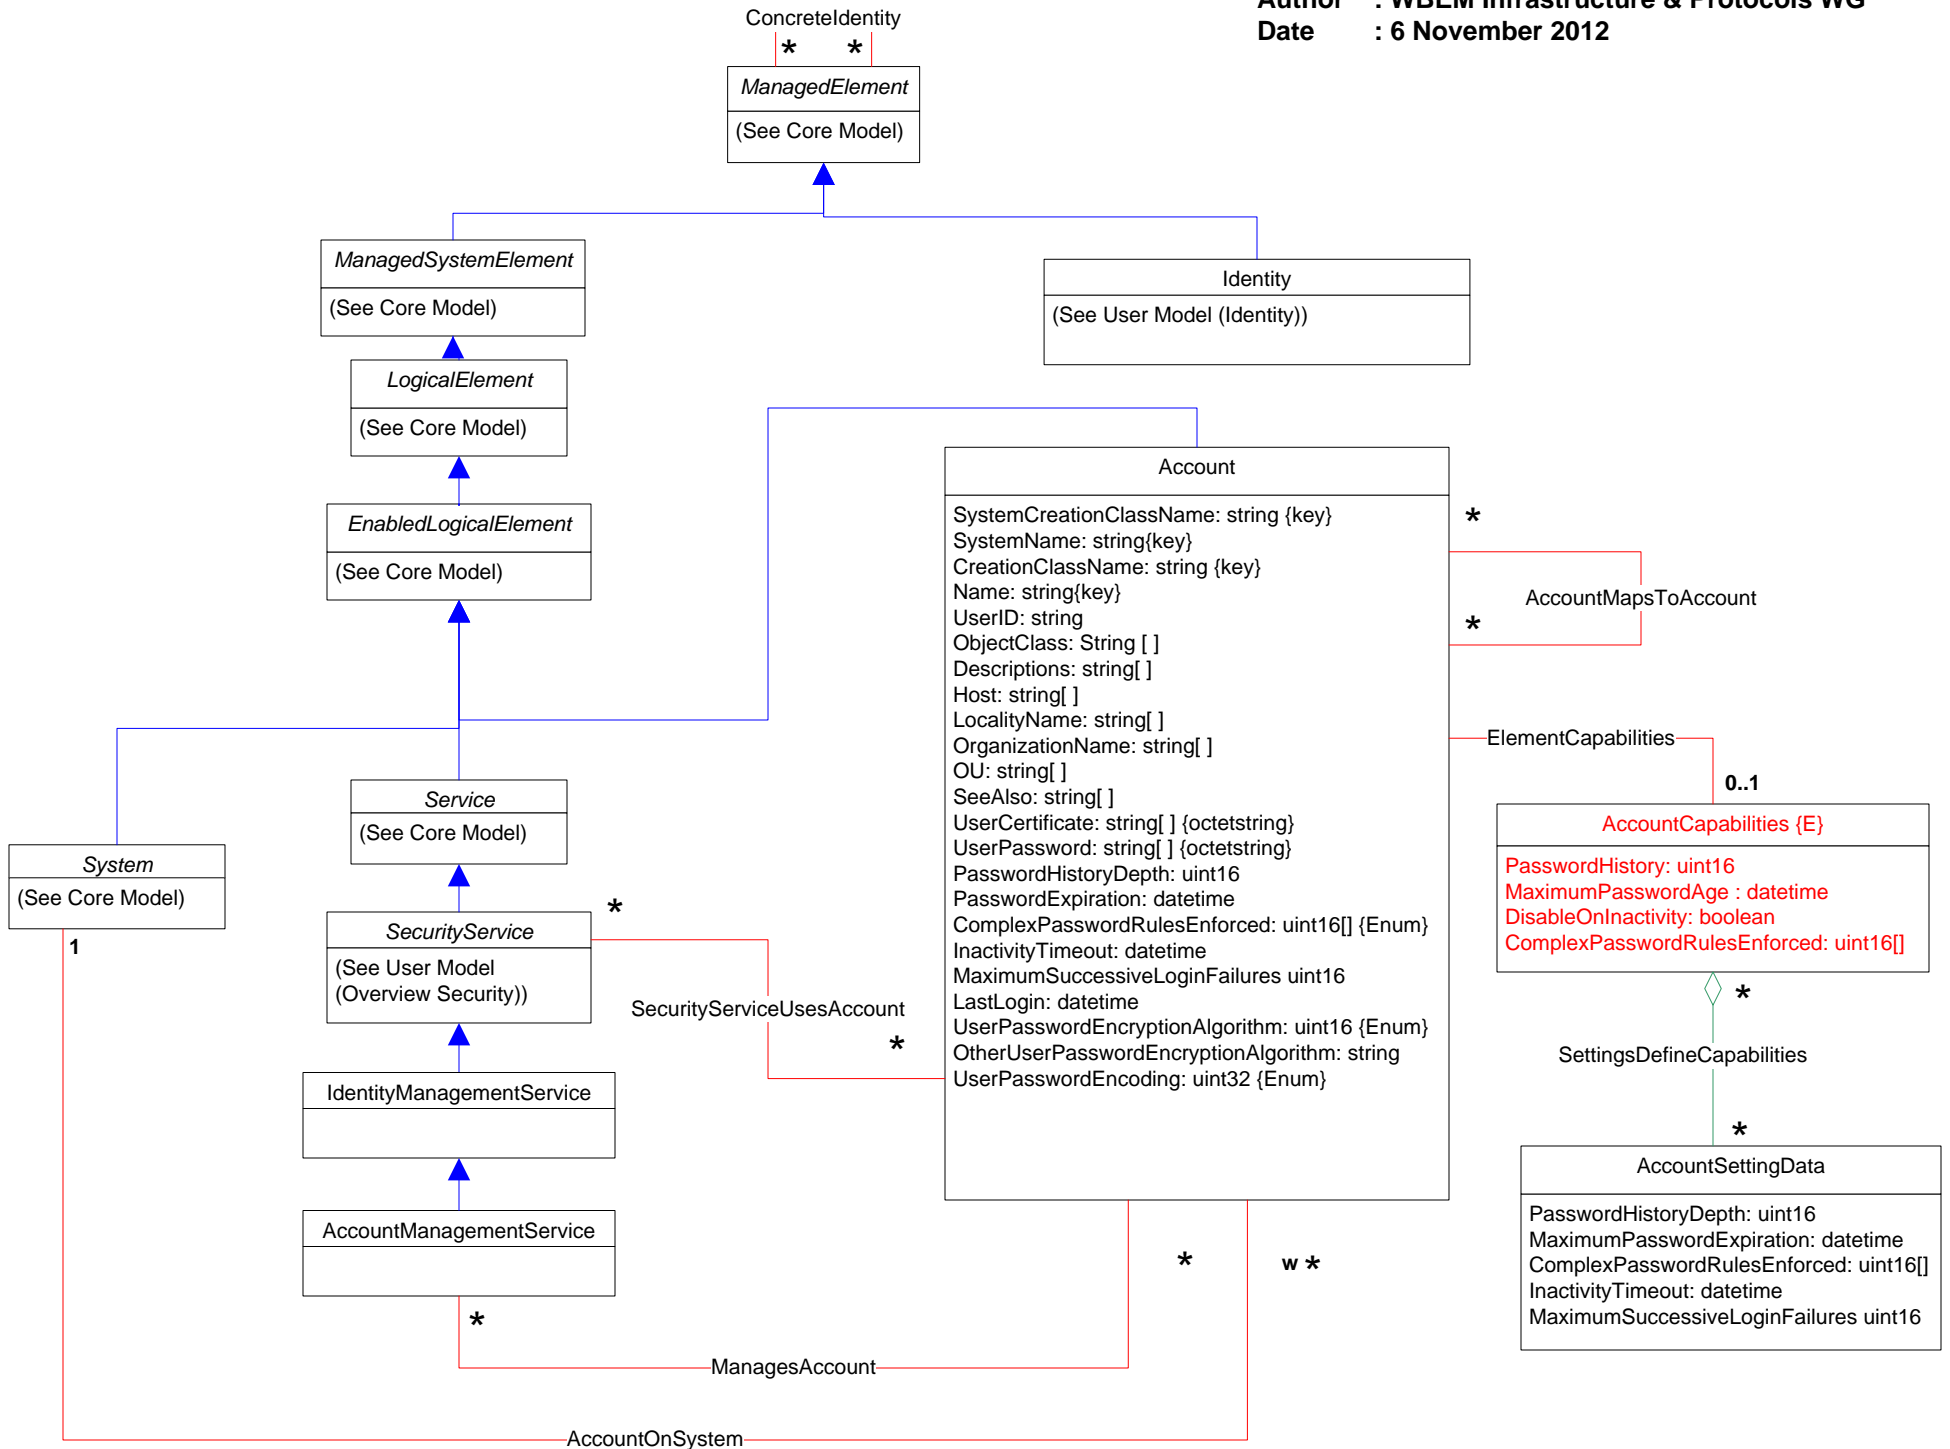 Author : WBEM Infrastructure & Protocols WG
Date : 6 November 2012
ConcreteIdentity
* *
ManagedElement
(See Core Model)
ManagedSystemElement
(See Core Model)
Identity
(See User Model (Identity))
LogicalElement
(See Core Model)
EnabledLogicalElement
(See Core Model)
Account
SystemCreationClassName: string {key}
SystemName: string{key}
CreationClassName: string {key}
Name: string{key}
UserID: string
ObjectClass: String [ ]
Descriptions: string[ ]
Host: string[ ]
LocalityName: string[ ]
OrganizationName: string[ ]
OU: string[ ]
SeeAlso: string[ ]
UserCertificate: string[ ] {octetstring}
UserPassword: string[ ] {octetstring}
PasswordHistoryDepth: uint16
PasswordExpiration: datetime
ComplexPasswordRulesEnforced: uint16[] {Enum}
InactivityTimeout: datetime
MaximumSuccessiveLoginFailures uint16
LastLogin: datetime
UserPasswordEncryptionAlgorithm: uint16 {Enum}
OtherUserPasswordEncryptionAlgorithm: string
UserPasswordEncoding: uint32 {Enum}
*
AccountMapsToAccount
*
ElementCapabilities
0..1
AccountCapabilities {E}
PasswordHistory: uint16
MaximumPasswordAge : datetime
DisableOnInactivity: boolean
ComplexPasswordRulesEnforced: uint16[]
*
SettingsDefineCapabilities
*
AccountSettingData
PasswordHistoryDepth: uint16
MaximumPasswordExpiration: datetime
ComplexPasswordRulesEnforced: uint16[]
InactivityTimeout: datetime
MaximumSuccessiveLoginFailures uint16
Service
(See Core Model)
System
(See Core Model)
1
SecurityService
(See User Model
(Overview Security))
*
SecurityServiceUsesAccount
*
IdentityManagementService
AccountManagementService
*
* w *
ManagesAccount
AccountOnSystem